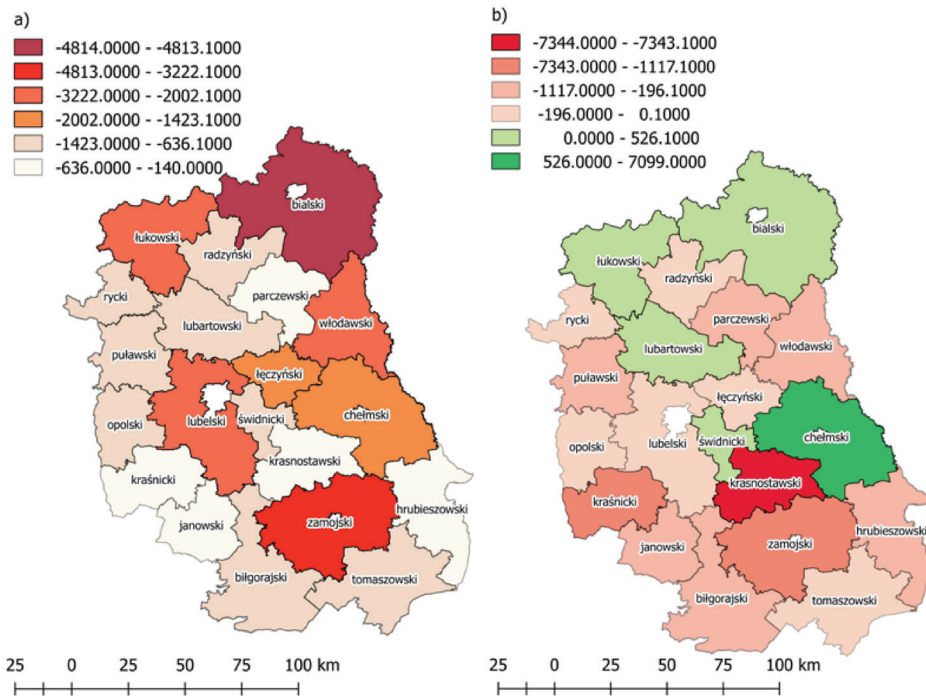 a)
-4814.0000 - -4813.1000
-4813.0000 - -3222.1000
-3222.0000 - -2002.1000
-2002.0000 - -1423.1000
-1423.0000 - -636.1000
-636.0000 - -140.0000
bialski
łukowski
radzyński
parczewski
rycki
lubartowski
włodawski
puławski
łęczyński
chełmski
opolski
lubelski
świdnicki
krasnostawski
kraśnicki
hrubieszowski
janowski
zamojski
biłgorajski
tomaszowski
25 0 25 50 75 100 km
b)
-7344.0000 - -7343.1000
-7343.0000 - -1117.1000
-1117.0000 - -196.1000
-196.0000 - 0.1000
0.0000 - 526.1000
526.0000 - 7099.0000
bialski
łukowski
radzyński
parczewski
rycki
włodawski
lubartowski
puławski
łęczyński
chełmski
opolski
lubelski
świdnicki
krasnostawski
kraśnicki
hrubieszowski
janowski
zamojski
biłgorajski
tomaszowski
25 0 25 50 75 100 km